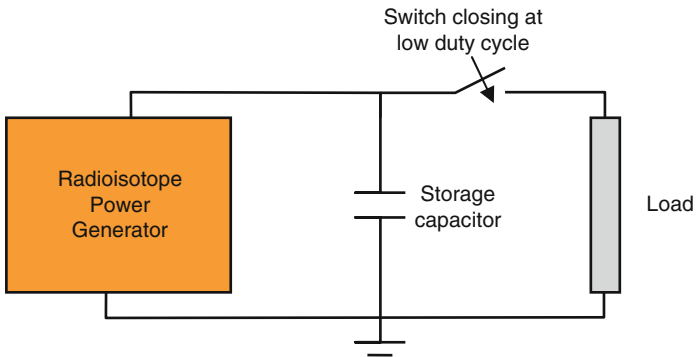 Switch closing at
low duty cycle
Radioisotope
Power
Generator
Storage
capacitor
Load